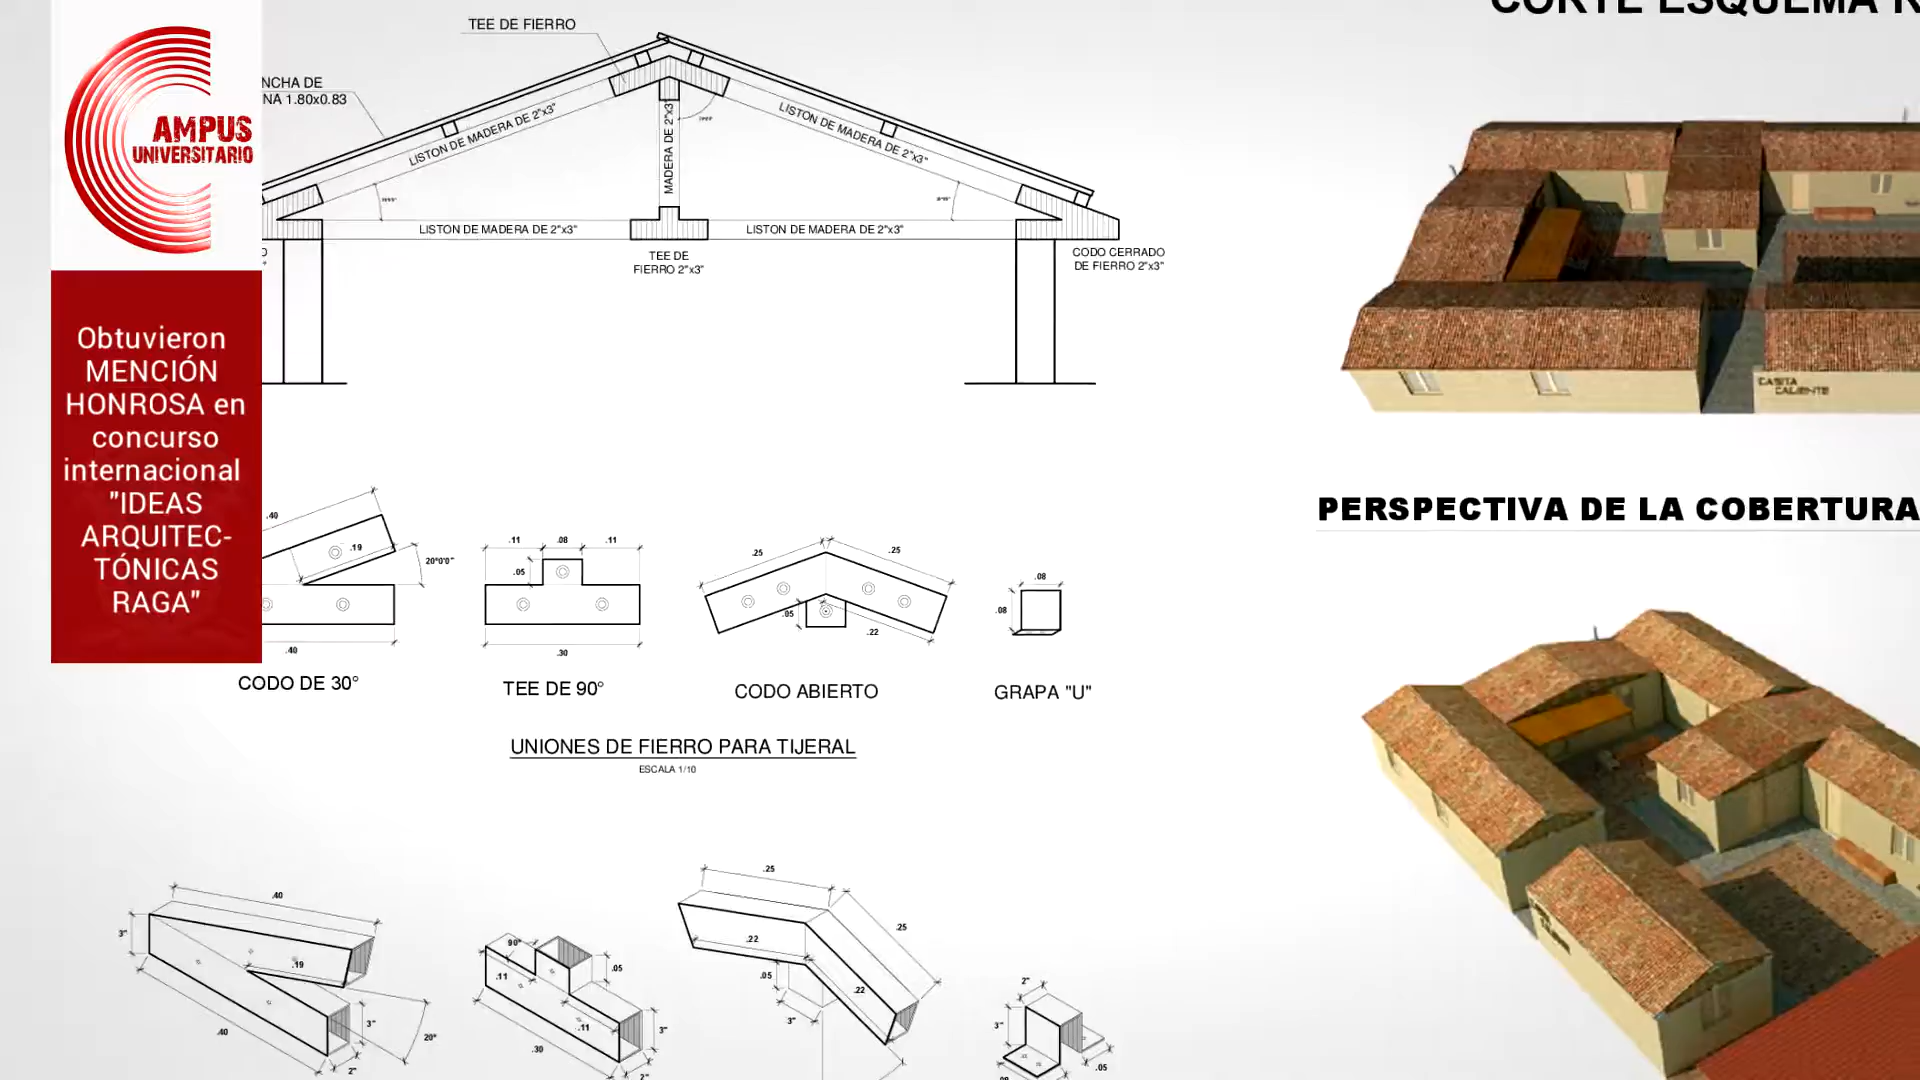 CORTE ESQUEMA
TEE DE FIERRO
NCHA DE
NA 1.80x0.83
AMPUS
UNIVERSITARIO
LISTON DE MADERA DE 2"x3"
MADERA DE 2"x3"
LISTON DE MADERA DE 2"x3"
LISTON DE MADERA DE 2"x3"
LISTON DE MADERA DE 2"x3"
TEE DE
FIERRO 2"x3"
CODO CERRADO
DE FIERRO 2"x3"
Obtuvieron
MENCIÓN
HONROSA en
concurso
internacional
"IDEAS
ARQUITEC-
TÓNICAS
RAGA"
CASITA
CALIENTE
PERSPECTIVA DE LA COBERTURA
.40
.19
20°0'0"
.40
CODO DE 30°
.11
.08
.11
.05
.30
TEE DE 90°
.25
.25
.05
.22
CODO ABIERTO
.08
.08
GRAPA "U"
UNIONES DE FIERRO PARA TIJERAL
ESCALA 1/10
.40
3"
.19
.40
3"
20°
2"
90°
.11
.05
.11
3"
.30
2"
.25
.25
.22
.05
.22
3"
2"
3"
.05
.08